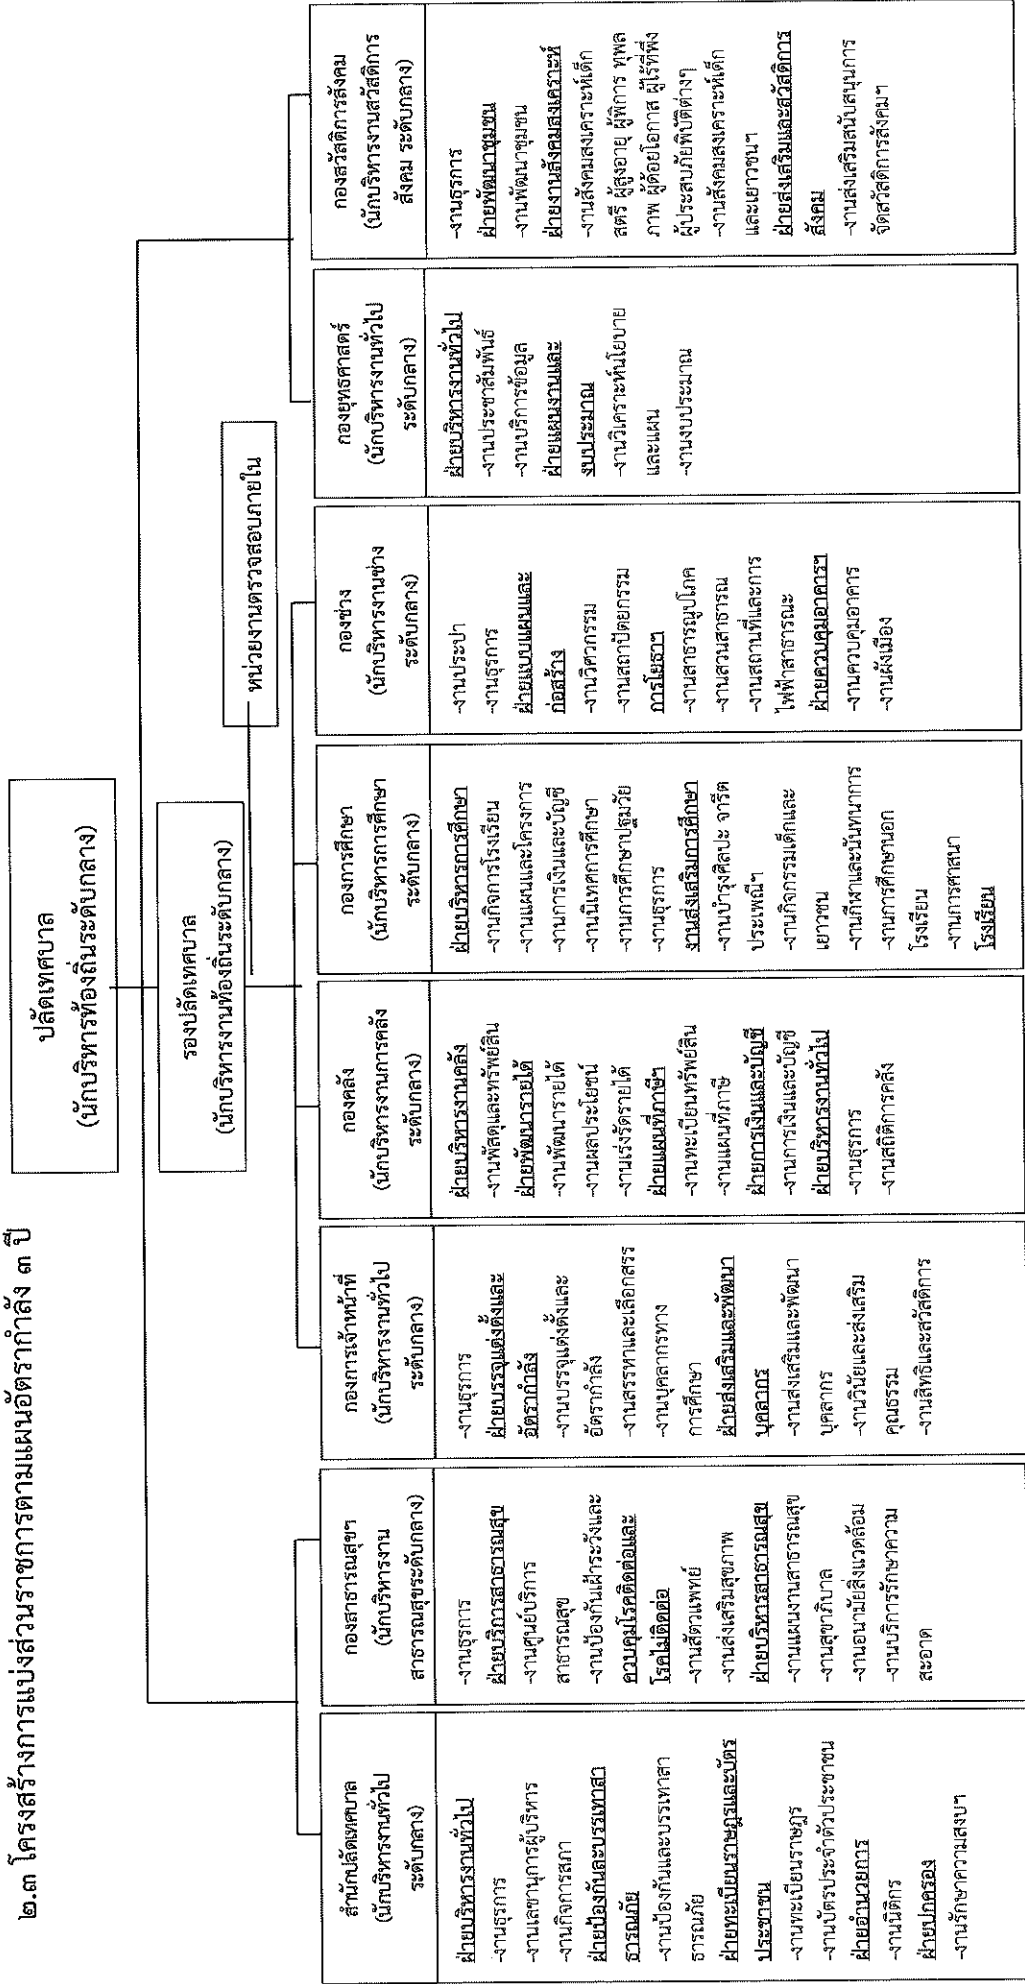 ๒.๓ โครงสร้างการแบ่งส่วนราชการตามแผนอัตรากำลัง ๓ ปี
ปลัดเทศบาล
(นักบริหารท้องถิ่นระดับกลาง)
รองปลัดเทศบาล
(นักบริหารงานท้องถิ่นระดับกลาง)
หน่วยงานตรวจสอบภายใน
สำนักปลัดเทศบาล
(นักบริหารงานทั่วไป
ระดับกลาง)
ฝ่ายบริหารงานทั่วไป
-งานธุรการ
-งานเลขานุการผู้บริหาร
-งานกิจการสภา
ฝ่ายป้องกันละบรรเทาสา
ธารณภัย
-งานป้องกันและบรรเทาสา
ธารณภัย
ฝ่ายทะเบียนราษฎรและบัตร
ประชาชน
-งานทะเบียนราษฎร
-งานบัตรประจำตัวประชาชน
ฝ่ายอำนวยการ
-งานนิติกร
ฝ่ายปกครอง
-งานรักษาความสงบฯ
กองสาธารณสุขฯ
(นักบริหารงาน
สาธารณสุขระดับกลาง)
-งานธุรการ
ฝ่ายบริการสาธารณสุข
-งานศูนย์บริการ
สาธารณสุข
-งานป้องกันเฝ้าระวังและ
ควบคุมโรคติดต่อและ
โรคไม่ติดต่อ
-งานสัตวแพทย์
-งานส่งเสริมสุขภาพ
ฝ่ายบริหารสาธารณสุข
-งานแผนงานสาธารณสุข
-งานสุขาภิบาล
-งานอนามัยสิ่งแวดล้อม
-งานบริการรักษาความ
สะอาด
กองการเจ้าหน้าที่
(นักบริหารงานทั่วไป
ระดับกลาง)
-งานธุรการ
ฝ่ายบรรจุแต่งตั้งและ
อัตรากำลัง
-งานบรรจุแต่งตั้งและ
อัตรากำลัง
-งานสรรหาและเลือกสรร
-งานบุคลากรทาง
การศึกษา
ฝ่ายส่งเสริมและพัฒนา
บุคลากร
-งานส่งเสริมและพัฒนา
บุคลากร
-งานวินัยและส่งเสริม
คุณธรรม
-งานสิทธิและสวัสดิการ
กองคลัง
(นักบริหารงานการคลัง
ระดับกลาง)
ฝ่ายบริหารงานคลัง
-งานพัสดุและทรัพย์สิน
ฝ่ายพัฒนารายได้
-งานพัฒนารายได้
-งานผลประโยชน์
-งานเร่งรัดรายได้
ฝ่ายแผนที่ภาษีฯ
-งานทะเบียนทรัพย์สิน
-งานแผนที่ภาษี
ฝ่ายการเงินและบัญชี
-งานการเงินและบัญชี
ฝ่ายบริหารงานทั่วไป
-งานธุรการ
-งานสถิติการคลัง
กองการศึกษา
(นักบริหารการศึกษา
ระดับกลาง)
ฝ่ายบริหารการศึกษา
-งานกิจการโรงเรียน
-งานแผนและโครงการ
-งานการเงินและบัญชี
-งานนิเทศการศึกษา
-งานการศึกษาปฐมวัย
-งานธุรการ
งานส่งเสริมการศึกษา
-งานบำรุงศิลปะ จารีต
ประเพณีฯ
-งานกิจกรรมเด็กและ
เยาวชน
-งานกีฬาและนันทนาการ
-งานการศึกษานอก
โรงเรียน
-งานการศาสนา
โรงเรียน
กองช่าง
(นักบริหารงานช่าง
ระดับกลาง)
-งานประปา
-งานธุรการ
ฝ่ายแบบแผนและ
ก่อสร้าง
-งานวิศวกรรม
-งานสถาปัตยกรรม
การโยธาฯ
-งานสาธารณูปโภค
-งานสวนสาธารณ
-งานสถานที่และการ
ไฟฟ้าสาธารณะ
ฝ่ายควบคุมอาคารฯ
-งานควบคุมอาคาร
-งานผังเมือง
กองยุทธศาสตร์
(นักบริหารงานทั่วไป
ระดับกลาง)
ฝ่ายบริหารงานทั่วไป
-งานประชาสัมพันธ์
-งานบริการข้อมูล
ฝ่ายแผนงานและ
งบประมาณ
-งานวิเคราะห์นโยบาย
และแผน
-งานงบประมาณ
กองสวัสดิการสังคม
(นักบริหารงานสวัสดิการ
สังคม ระดับกลาง)
-งานธุรการ
ฝ่ายพัฒนาชุมชน
-งานพัฒนาชุมชน
ฝ่ายงานสังคมสงเคราะห์
-งานสังคมสงเคราะห์เด็ก
สตรี ผู้สูงอายุ ผู้พิการ ทุพล
ภาพ ผู้ด้อยโอกาส ผู้ไร้ที่พึ่ง
ผู้ประสบภัยพิบัติต่างๆ
-งานสังคมสงเคราะห์เด็ก
และเยาวชนฯ
ฝ่ายส่งเสริมและสวัสดิการ
สังคม
-งานส่งเสริมสนับสนุนการ
จัดสวัสดิการสังคมฯ